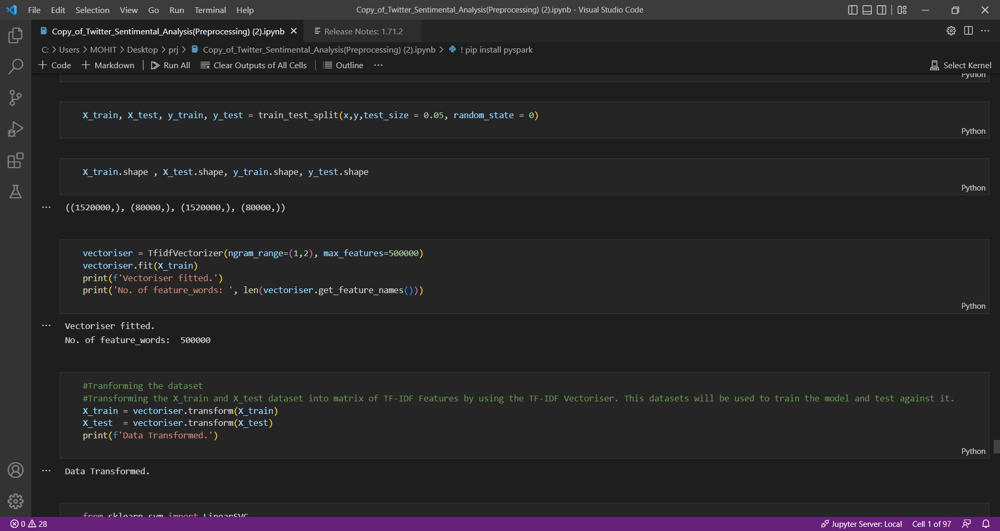 File Edit Selection View Go Run Terminal Help Copy_of_Twitter_Sentimental_Analysis(Preprocessing) (2).ipynb - Visual Studio Code
Copy_of_Twitter_Sentimental_Analysis(Preprocessing) (2).ipynb Release Notes: 1.71.2
C: > Users > MOHIT > Desktop > prj > Copy_of_Twitter_Sentimental_Analysis(Preprocessing) (2).ipynb > ! pip install pyspark
+ Code + Markdown | Run All Clear Outputs of All Cells | Outline ... Select Kernel
Python
X_train, X_test, y_train, y_test = train_test_split(x,y,test_size = 0.05, random_state = 0)
Python
X_train.shape , X_test.shape, y_train.shape, y_test.shape
Python
... ((1520000,), (80000,), (1520000,), (80000,))
vectoriser = TfidfVectorizer(ngram_range=(1,2), max_features=500000)
vectoriser.fit(X_train)
print(f'Vectoriser fitted.')
print('No. of feature_words: ', len(vectoriser.get_feature_names()))
Python
... Vectoriser fitted.
No. of feature_words:  500000
#Tranforming the dataset
#Transforming the X_train and X_test dataset into matrix of TF-IDF Features by using the TF-IDF Vectoriser. This datasets will be used to train the model and test against it.
X_train = vectoriser.transform(X_train)
X_test  = vectoriser.transform(X_test)
print(f'Data Transformed.')
Python
... Data Transformed.
from sklearn.svm import LinearSVC
0 28 Jupyter Server: Local Cell 1 of 97